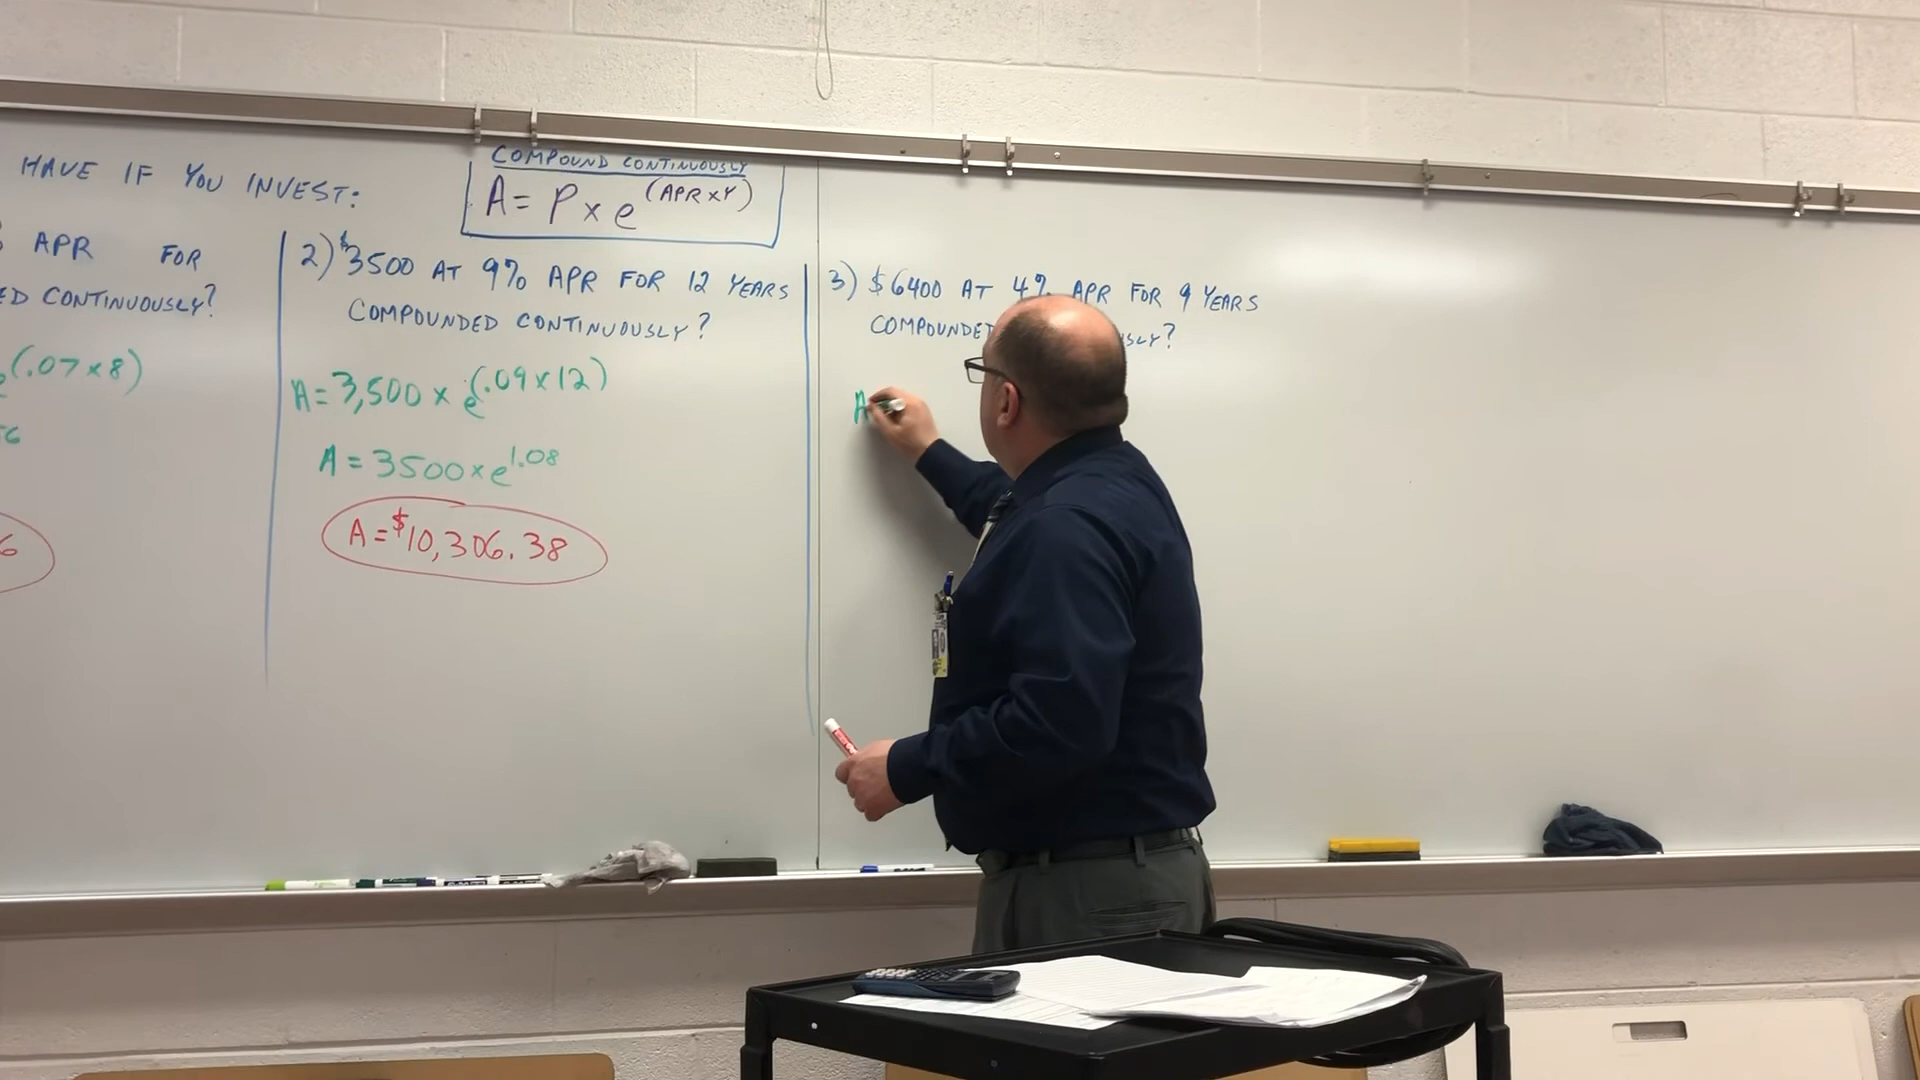 HAVE IF YOU INVEST:
COMPOUND CONTINUOUSLY
A = P x e^(APR x Y)
APR FOR
ED CONTINUOUSLY?
e^(.07 x 8)
6
2) $3500 AT 9% APR FOR 12 YEARS
COMPOUNDED CONTINUOUSLY?
A = 3,500 x e^(.09 x 12)
A = 3500 x e^1.08
A = $10,306.38
3) $6400 AT 4% APR FOR 9 YEARS
COMPOUNDED USLY?
A